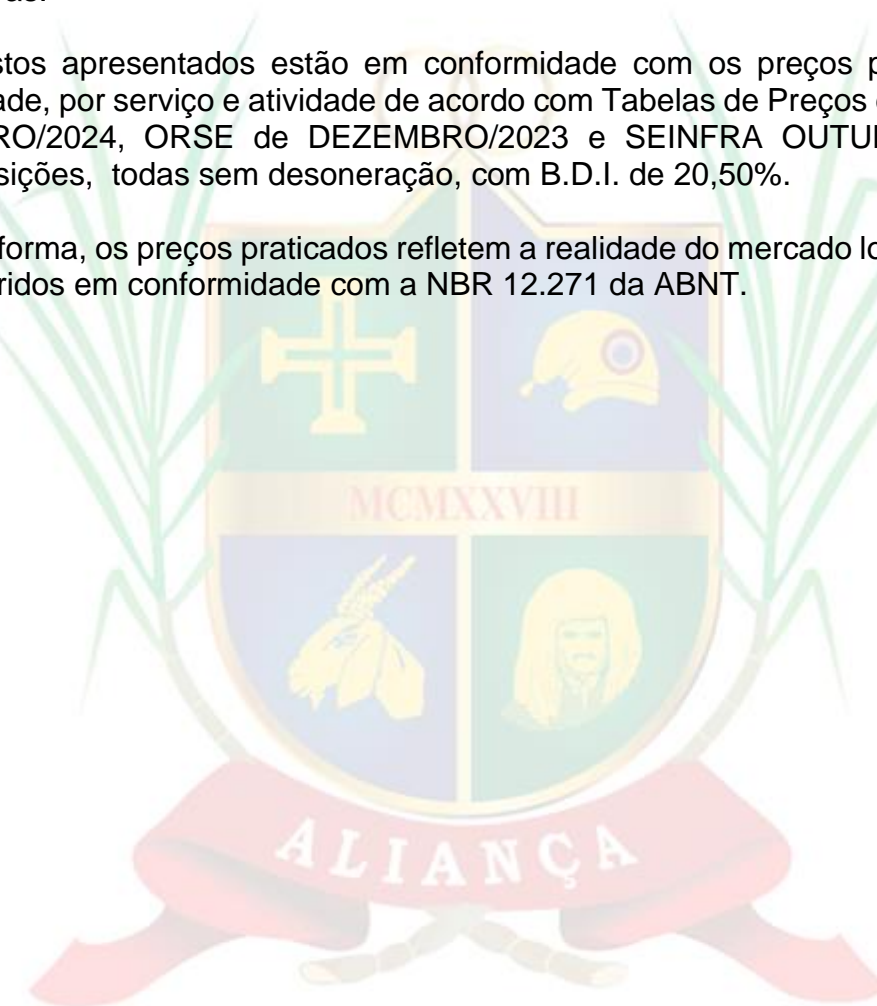 stos apresentados estão em conformidade com os preços p
ade, por serviço e atividade de acordo com Tabelas de Preços
RO/2024, ORSE de DEZEMBRO/2023 e SEINFRA OUTU
sições, todas sem desoneração, com B.D.I. de 20,50%.
forma, os preços praticados refletem a realidade do mercado lo
ridos em conformidade com a NBR 12.271 da ABNT.
MCMXXVIII
ALIANÇA